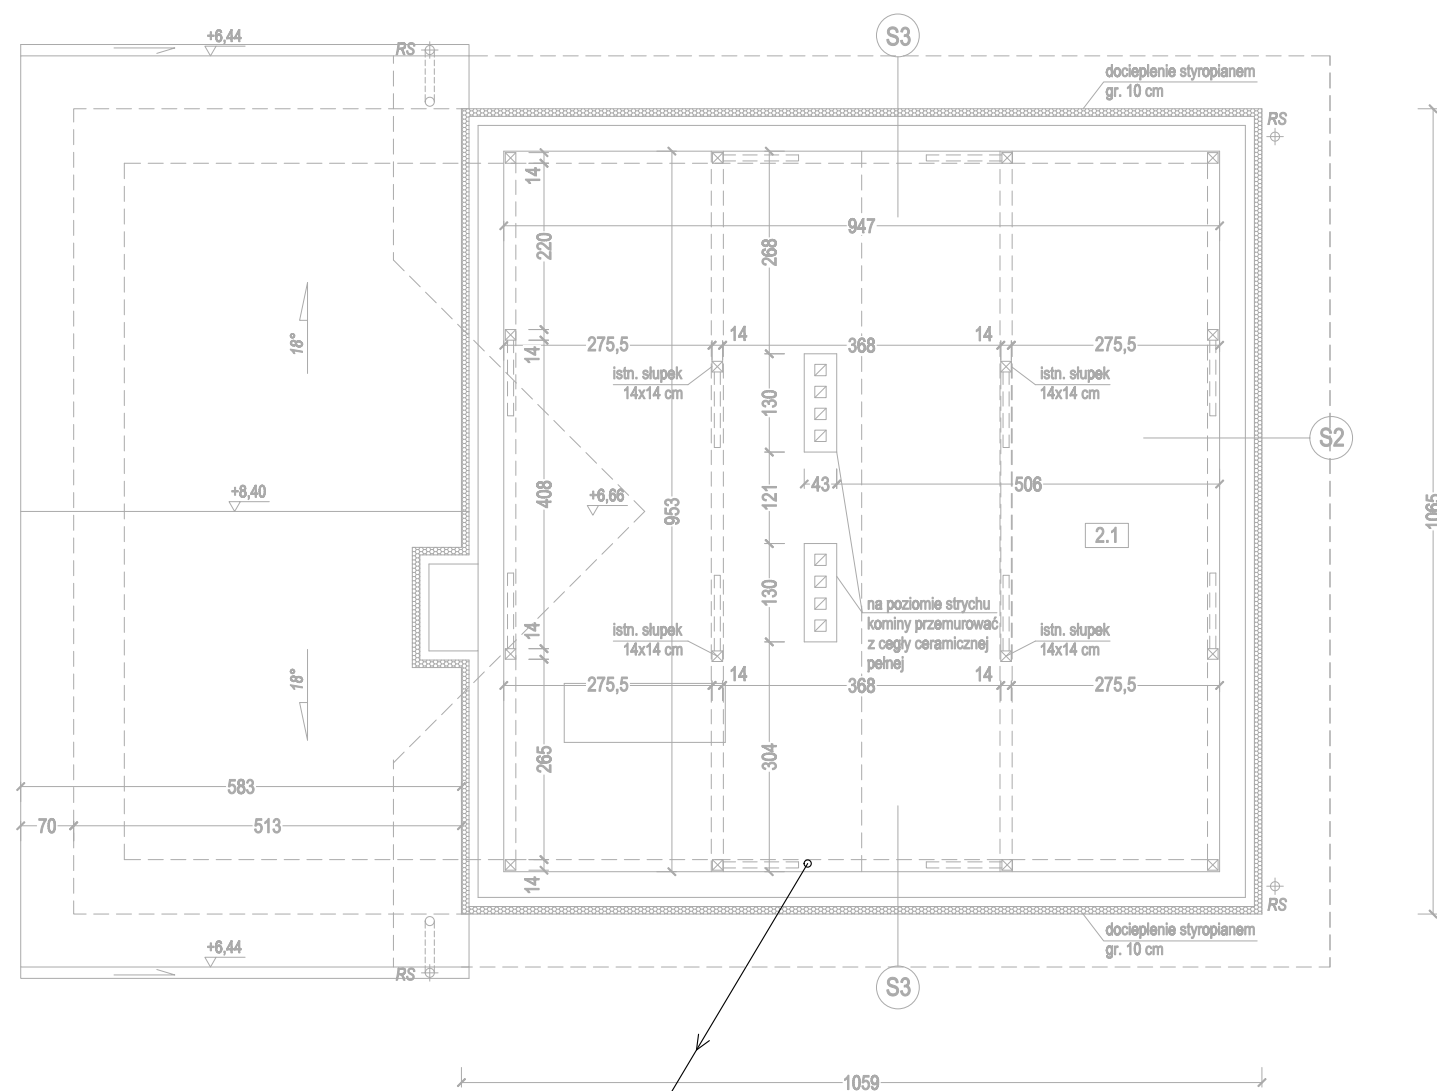 +6,44
RS
S3
docieplenie styropianem
gr. 10 cm
RS
14
947
220
268
18°
275,5
14
368
14
275,5
14
istn. słupek
14x14 cm
istn. słupek
14x14 cm
130
S2
+8,40
408
+6,66
953
121
43
506
1065
2.1
130
na poziomie strychu
kominy przemurować
z cegły ceramicznej
pełnej
14
istn. słupek
14x14 cm
istn. słupek
14x14 cm
18°
275,5
14
368
14
275,5
265
304
583
70
513
14
RS
+6,44
RS
docieplenie styropianem
gr. 10 cm
S3
1059